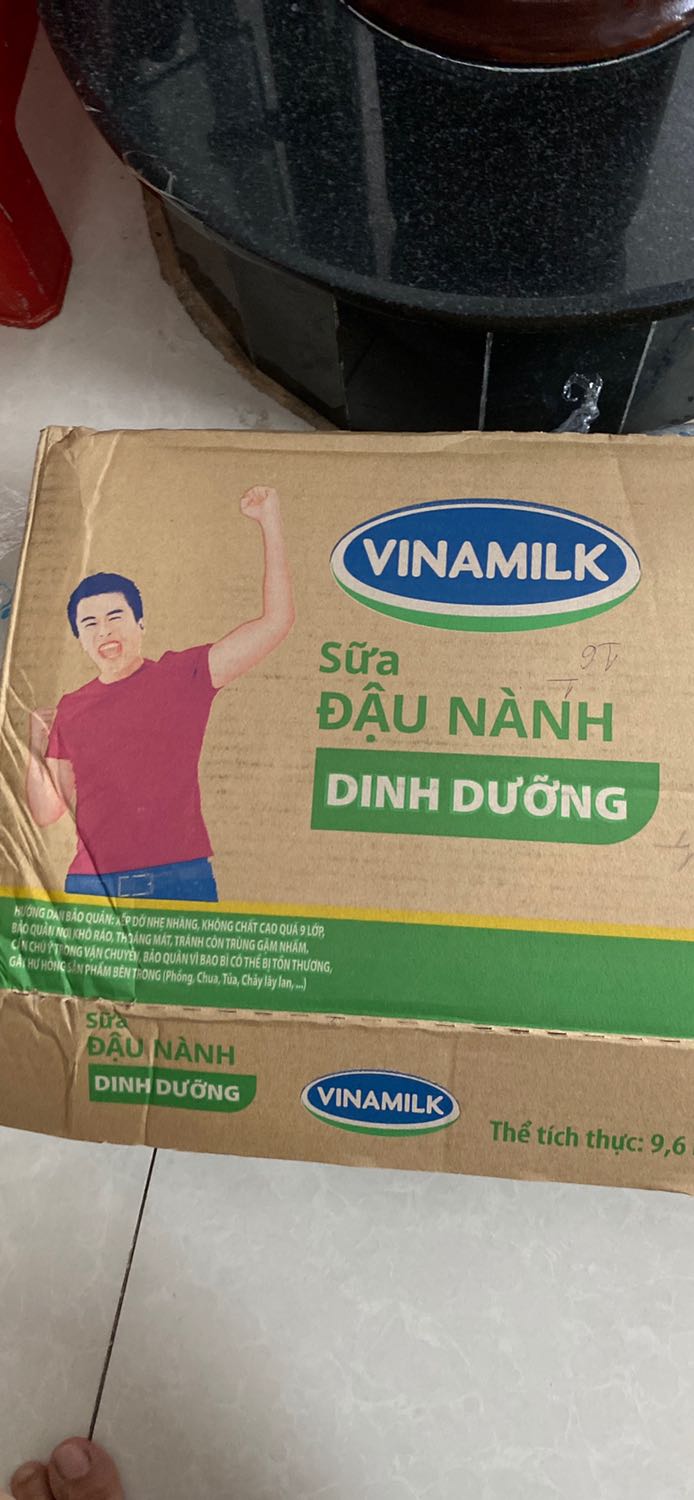 VINAMILK
Sữa
ĐẬU NÀNH
DINH DƯỠNG
HƯỚNG DẪN BẢO QUẢN: XẾP DỠ NHẸ NHÀNG, KHÔNG CHẤT CAO QUÁ 9 LỚP,
BẢO QUẢN NƠI KHÔ RÁO, THOÁNG MÁT, TRÁNH CÔN TRÙNG GẶM NHẤM.
CẦN CHÚ Ý TRONG VẬN CHUYỂN, BẢO QUẢN VÌ BAO BÌ CÓ THỂ BỊ TỔN THƯƠNG,
GÂY HƯ HỎNG SẢN PHẨM BÊN TRONG (Phồng, Chua, Tủa, Chảy lây lan, ...)
Sữa
ĐẬU NÀNH
DINH DƯỠNG
VINAMILK
Thể tích thực: 9,6